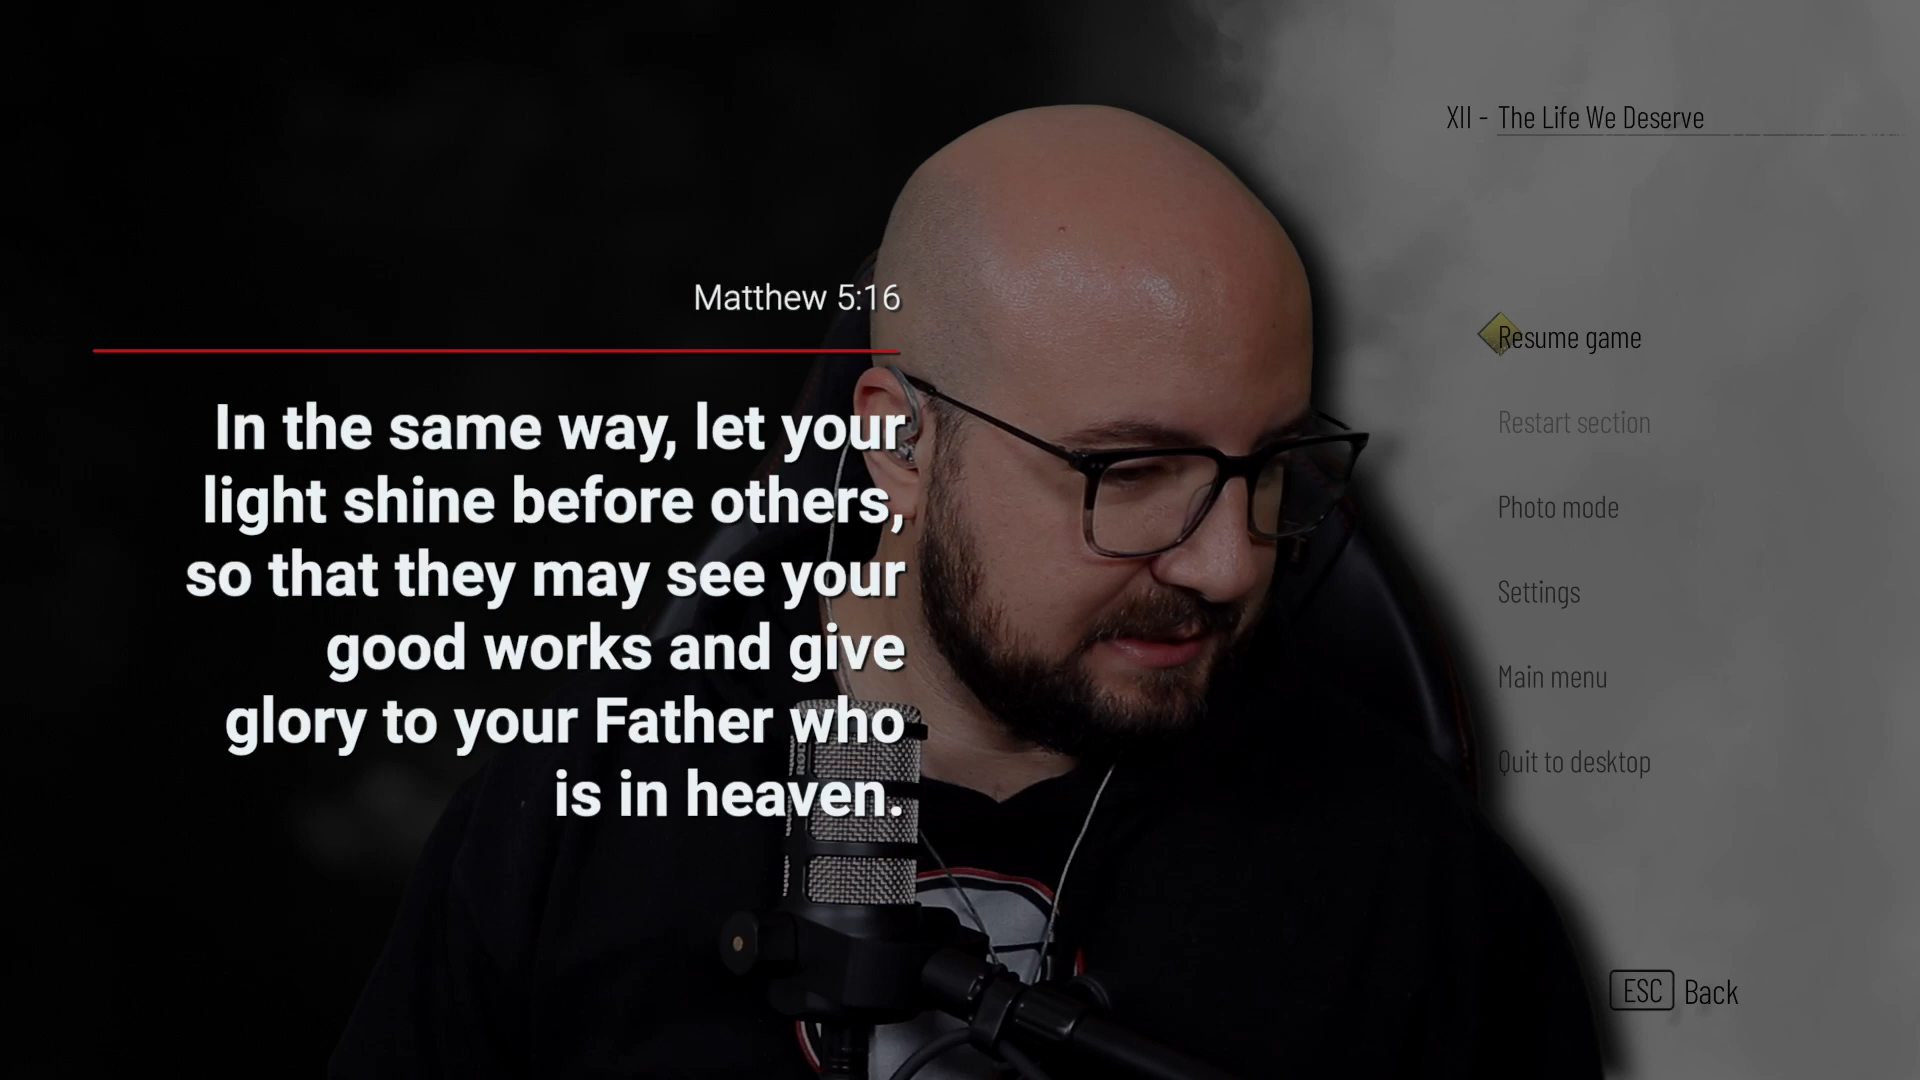 Matthew 5:16
In the same way, let your
light shine before others,
so that they may see your
good works and give
glory to your Father who
is in heaven.
XII - The Life We Deserve
Resume game
Restart section
Photo mode
Settings
Main menu
Quit to desktop
ESC Back
RØDE